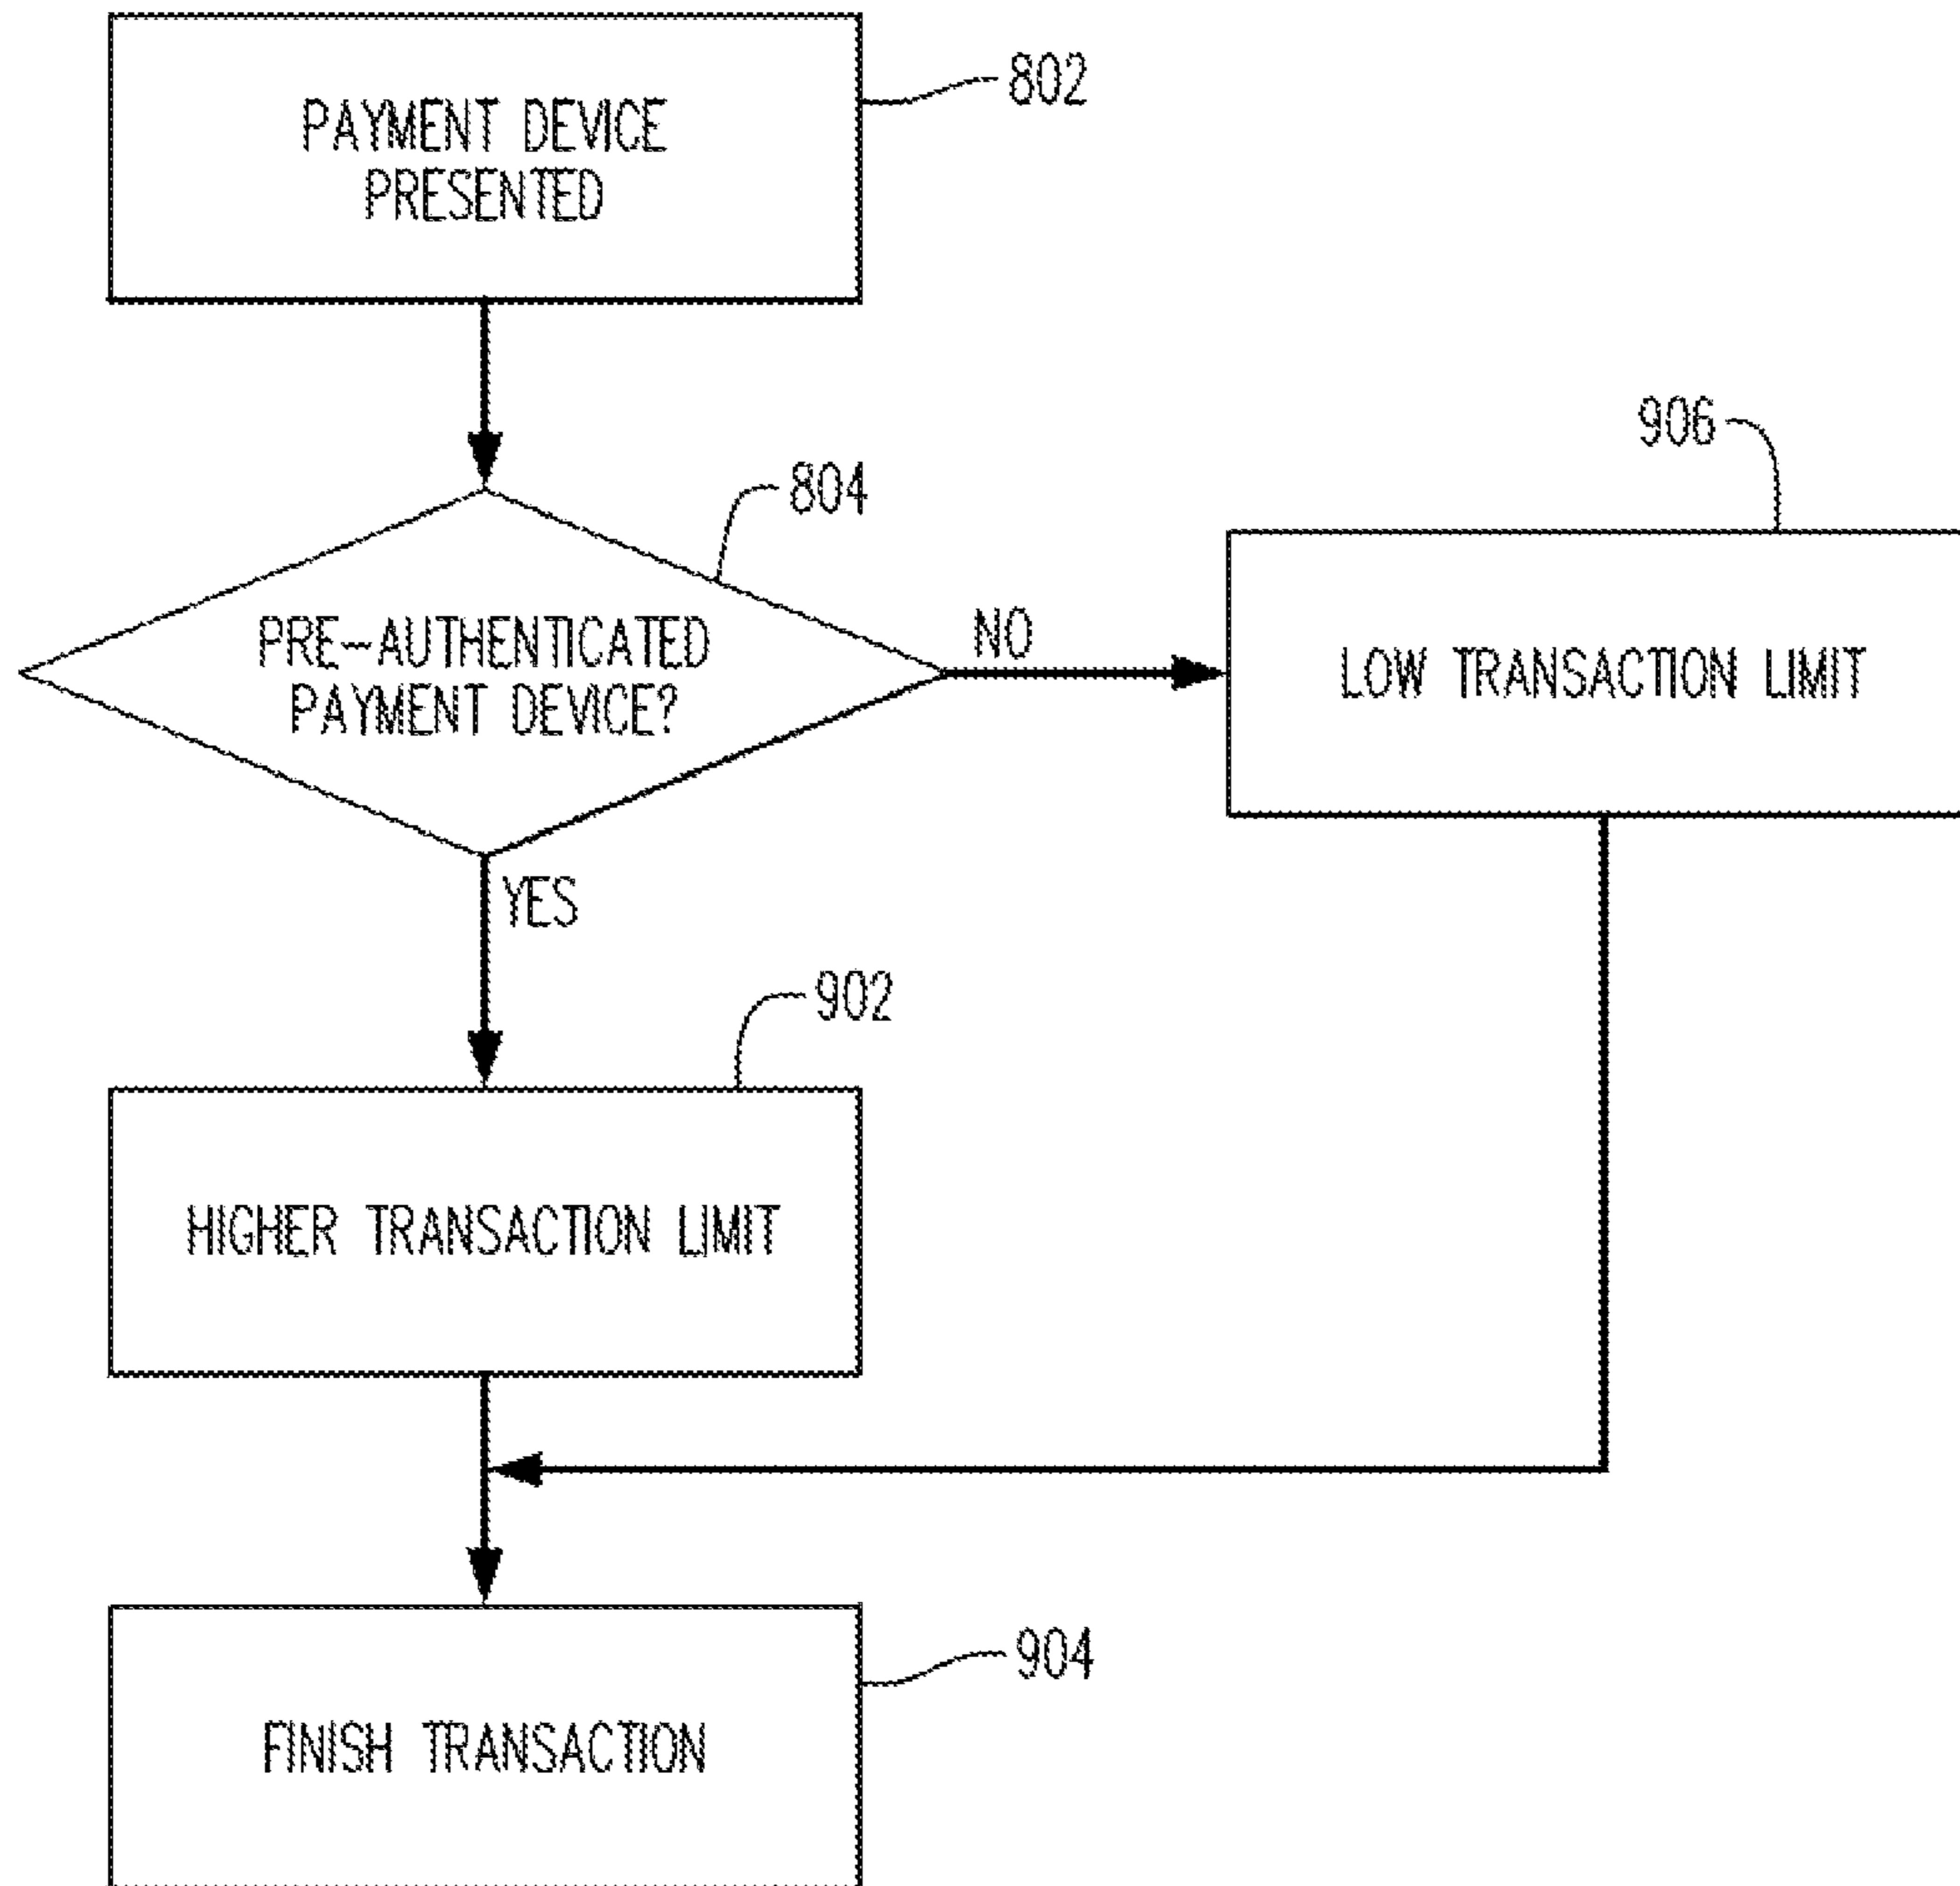 PAYMENT DEVICE
PRESENTED
802
804
906
PRE-AUTHENTICATED
PAYMENT DEVICE?
NO
LOW TRANSACTION LIMIT
YES
902
HIGHER TRANSACTION LIMIT
904
FINISH TRANSACTION